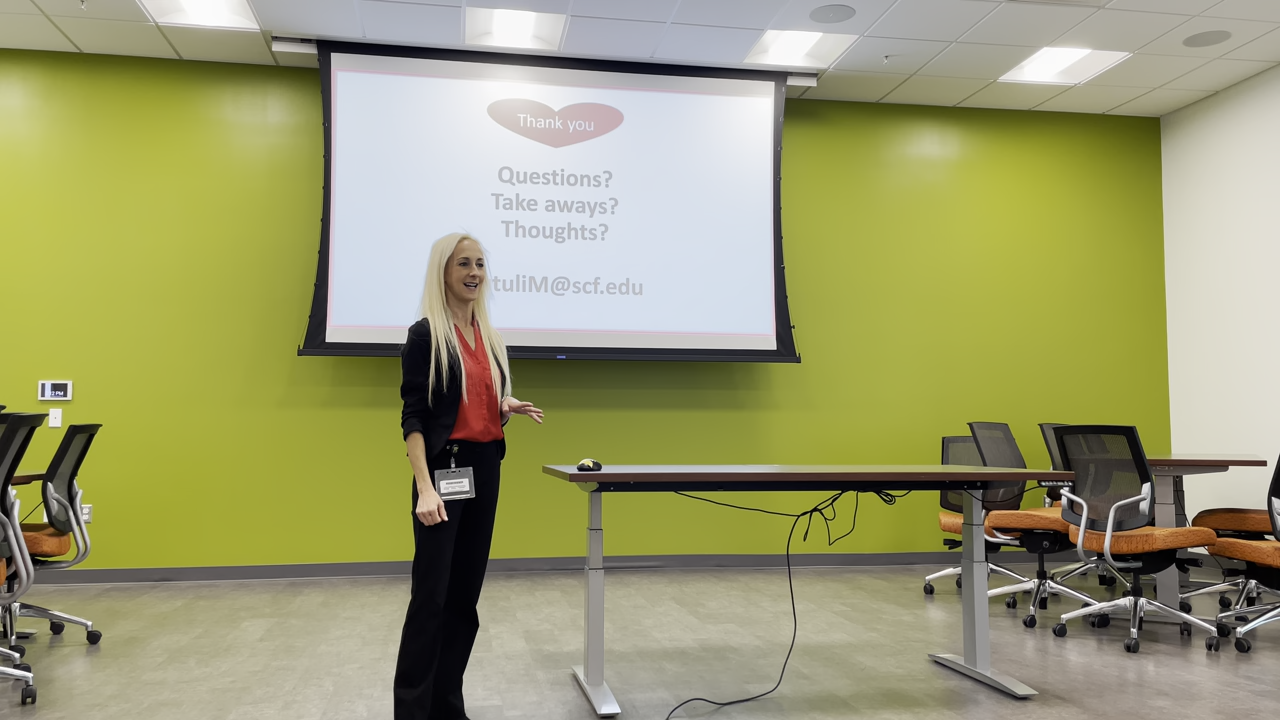 Thank you
Questions?
Take aways?
Thoughts?
tuliM@scf.edu